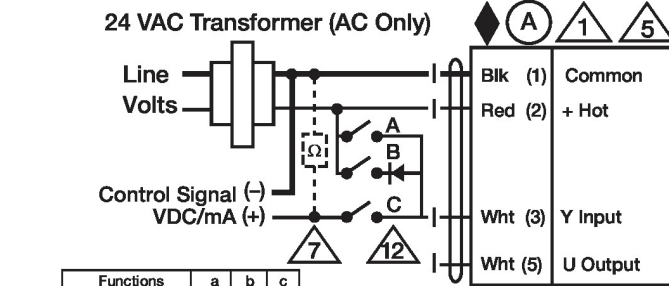 24 VAC Transformer (AC Only)
A 1 5
Line
Volts
Blk (1) Common
Red (2) + Hot
A
Ω
B
Control Signal (−)
VDC/mA (+)
C
Wht (3) Y Input
7 12
Wht (5) U Output
Functions a b c